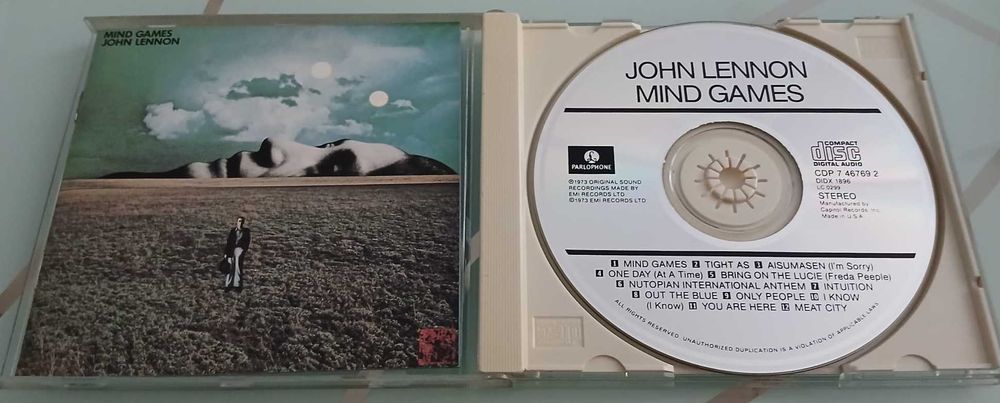 MIND GAMES
JOHN LENNON
JOHN LENNON
MIND GAMES
PARLOPHONE
℗1973 ORIGINAL SOUND
RECORDINGS MADE BY
EMI RECORDS LTD
©1973 EMI RECORDS LTD
COMPACT
disc
DIGITAL AUDIO
CDP 7 46769 2
DIDX 1896
LC 0299
STEREO
Manufactured by
Capitol Records, Inc.
Made in U.S.A.
1 MIND GAMES 2 TIGHT AS 3 AISUMASEN (I'm Sorry)
4 ONE DAY (At A Time) 5 BRING ON THE LUCIE (Freda Peeple)
6 NUTOPIAN INTERNATIONAL ANTHEM 7 INTUITION
8 OUT THE BLUE 9 ONLY PEOPLE 10 I KNOW
(I Know) 11 YOU ARE HERE 12 MEAT CITY
ALL RIGHTS RESERVED. UNAUTHORIZED DUPLICATION IS A VIOLATION OF APPLICABLE LAWS.